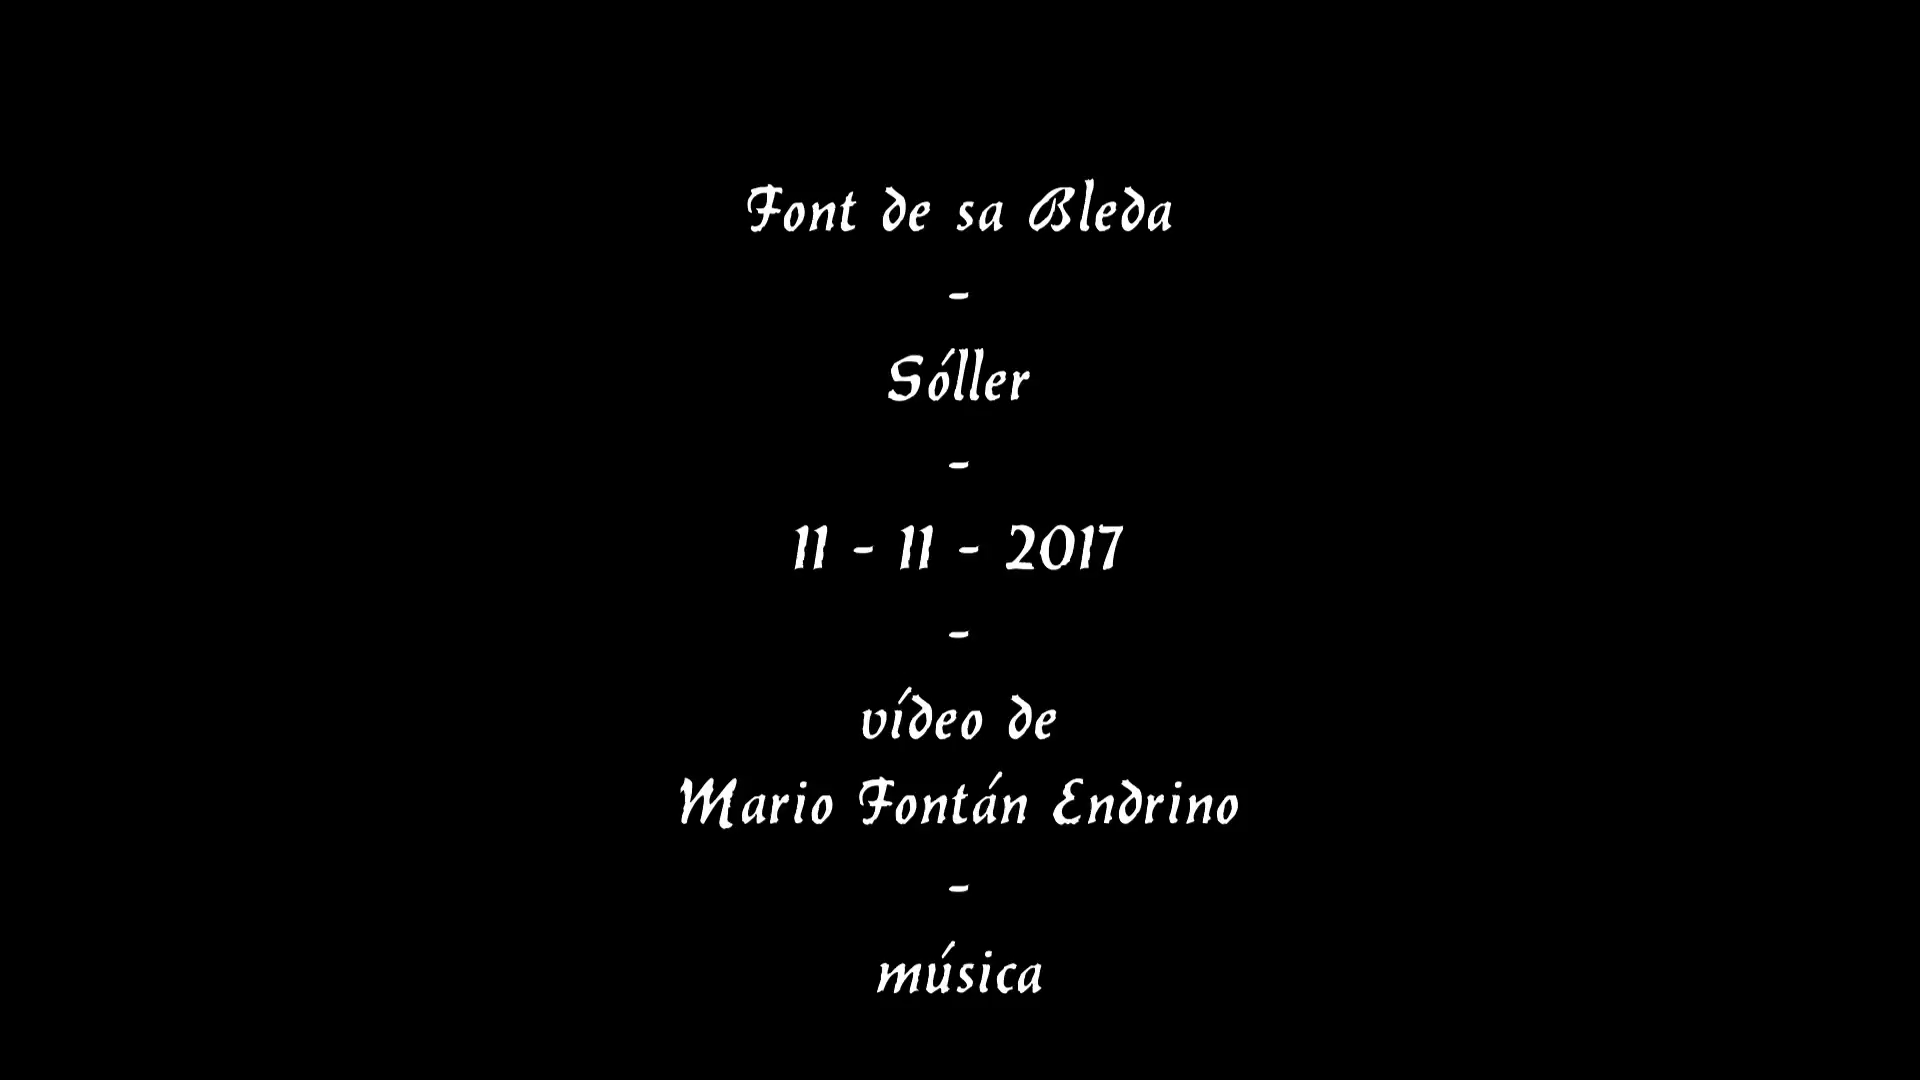 Font de sa Bleda
-
Sóller
-
11 - 11 - 2017
-
vídeo de
Mario Fontán Endrino
-
música